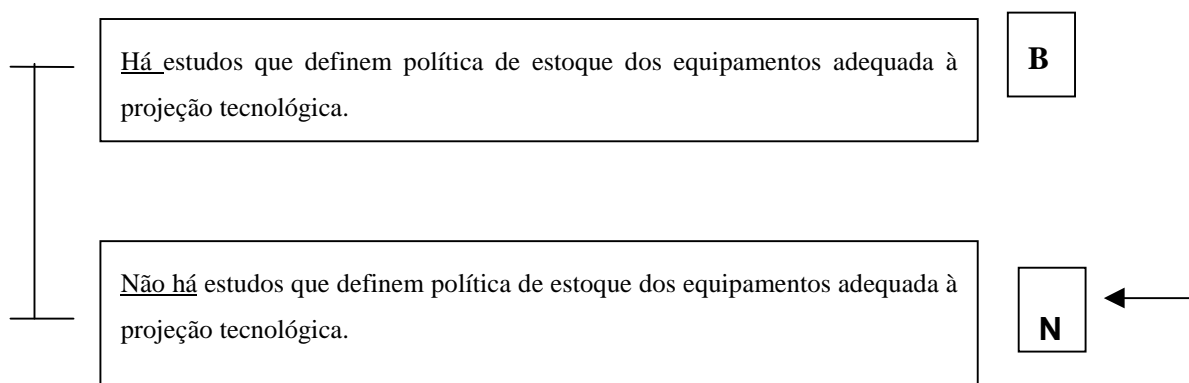 Há estudos que definem política de estoque dos equipamentos adequada à
projeção tecnológica.
B
Não há estudos que definem política de estoque dos equipamentos adequada à
projeção tecnológica.
N